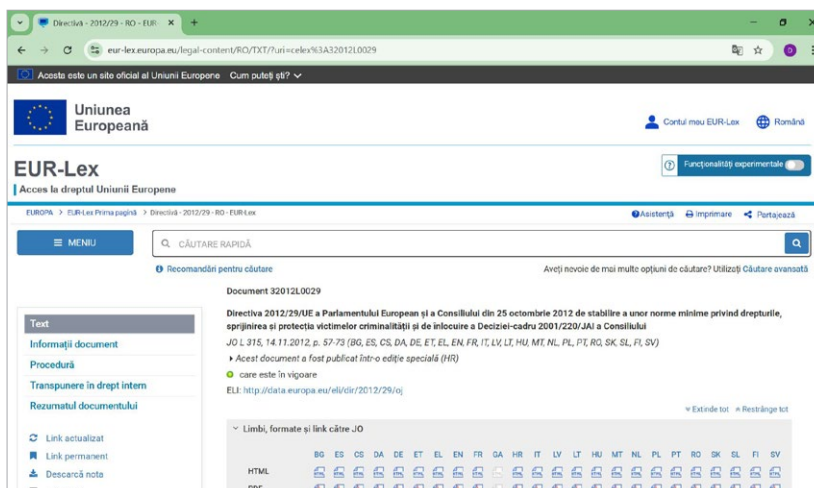 Directivă - 2012/29 - RO - EUR-
eur-lex.europa.eu/legal-content/RO/TXT/?uri=celex%3A32012L0029
Acesta este un site oficial al Uniunii Europene Cum puteți ști?
Uniunea
Europeană
Contul meu EUR-Lex
Română
EUR-Lex
Acces la dreptul Uniunii Europene
Funcționalități experimentale
EUROPA > EUR-Lex Prima pagină > Directivă - 2012/29 - RO - EUR-Lex
Asistență Imprimare Partajează
MENIU
CĂUTARE RAPIDĂ
Recomandări pentru căutare
Aveți nevoie de mai multe opțiuni de căutare? Utilizați Căutare avansată
Document 32012L0029
Directiva 2012/29/UE a Parlamentului European și a Consiliului din 25 octombrie 2012 de stabilire a unor norme minime privind drepturile,
sprijinirea și protecția victimelor criminalității și de înlocuire a Deciziei-cadru 2001/220/JAI a Consiliului
JO L 315, 14.11.2012, p. 57-73 (BG, ES, CS, DA, DE, ET, EL, EN, FR, IT, LV, LT, HU, MT, NL, PL, PT, RO, SK, SL, FI, SV)
Acest document a fost publicat într-o ediție specială (HR)
care este în vigoare
ELI: http://data.europa.eu/eli/dir/2012/29/oj
Text
Informații document
Procedură
Transpunere în drept intern
Rezumatul documentului
Link actualizat
Link permanent
Descarcă nota
Extinde tot Restrânge tot
Limbi, formate și link către JO
BG ES CS DA DE ET EL EN FR GA HR IT LV LT HU MT NL PL PT RO SK SL FI SV
HTML